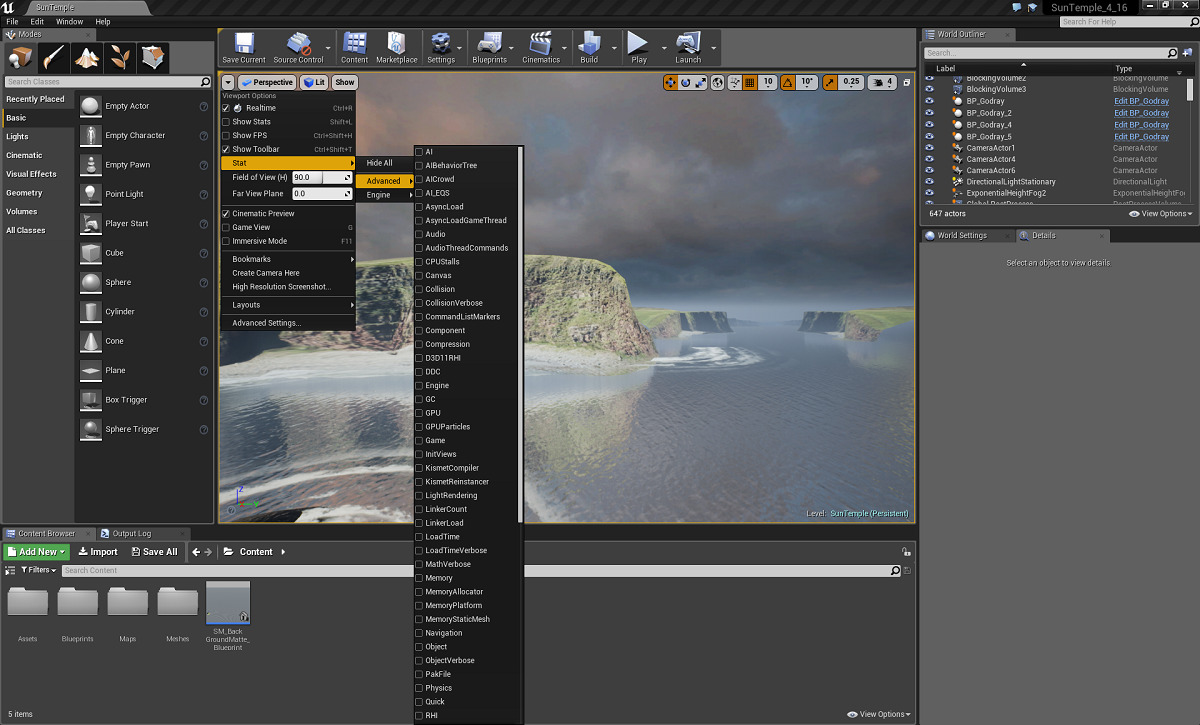 SunTemple
SunTemple_4_16
File Edit Window Help
Search For Help
Modes
Search Classes
Recently Placed
Basic
Lights
Cinematic
Visual Effects
Geometry
Volumes
All Classes
Empty Actor
Empty Character
Empty Pawn
Point Light
Player Start
Cube
Sphere
Cylinder
Cone
Plane
Box Trigger
Sphere Trigger
Save Current
Source Control
Content
Marketplace
Settings
Blueprints
Cinematics
Build
Play
Launch
Perspective
Lit
Show
10
10°
0.25
4
Viewport Options
Realtime Ctrl+R
Show Stats Shift+L
Show FPS Ctrl+Shift+H
Show Toolbar Ctrl+Shift+T
Stat
Field of View (H) 90.0
Far View Plane 0.0
Cinematic Preview
Game View G
Immersive Mode F11
Bookmarks
Create Camera Here
High Resolution Screenshot...
Layouts
Advanced Settings...
Hide All
Advanced
Engine
AI
AIBehaviorTree
AICrowd
AI_EQS
AsyncLoad
AsyncLoadGameThread
Audio
AudioThreadCommands
CPUStalls
Canvas
Collision
CollisionVerbose
CommandListMarkers
Component
Compression
D3D11RHI
DDC
Engine
GC
GPU
GPUParticles
Game
InitViews
KismetCompiler
KismetReinstancer
LightRendering
LinkerCount
LinkerLoad
LoadTime
LoadTimeVerbose
MathVerbose
Memory
MemoryAllocator
MemoryPlatform
MemoryStaticMesh
Navigation
Object
ObjectVerbose
PakFile
Physics
Quick
RHI
Z
Y
Level: SunTemple (Persistent)
World Outliner
Search...
Label Type
BlockingVolume2 BlockingVolume
BlockingVolume3 BlockingVolume
BP_Godray Edit BP_Godray
BP_Godray_2 Edit BP_Godray
BP_Godray_4 Edit BP_Godray
BP_Godray_5 Edit BP_Godray
CameraActor1 CameraActor
CameraActor4 CameraActor
CameraActor6 CameraActor
DirectionalLightStationary DirectionalLight
ExponentialHeightFog2 ExponentialHeightFog
647 actors
View Options
World Settings
Details
Select an object to view details.
Content Browser
Output Log
Add New
Import
Save All
Content
Filters
Search Content
Assets
Blueprints
Maps
Meshes
SM_Back
GroundMatte_
Blueprint
5 items
View Options